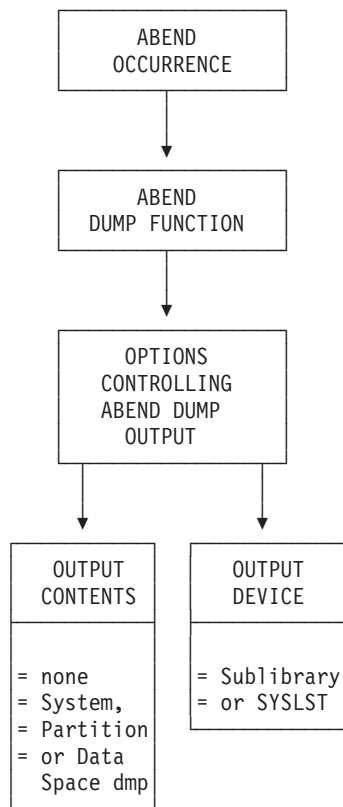 ABEND
OCCURRENCE
ABEND
DUMP FUNCTION
OPTIONS
CONTROLLING
ABEND DUMP
OUTPUT
OUTPUT
CONTENTS
= none
= System,
= Partition
= or Data
Space dmp
OUTPUT
DEVICE
= Sublibrary
= or SYSLST